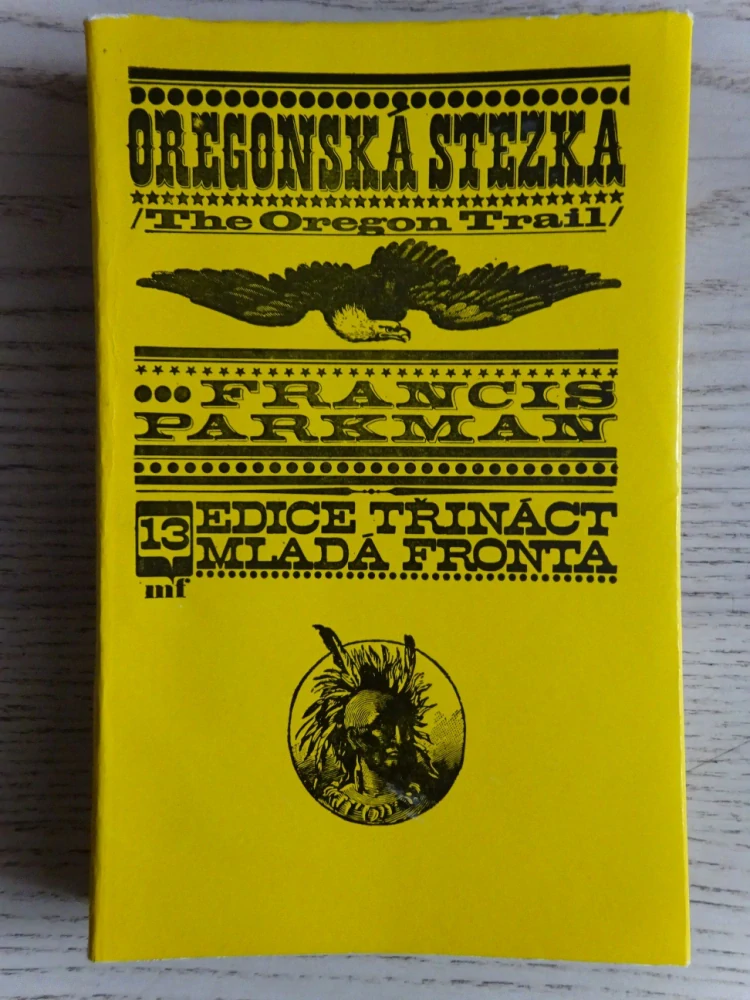 OREGONSKÁ STEZKA
/The Oregon Trail/
FRANCIS
PARKMAN
13
EDICE TŘINÁCT
MLADÁ FRONTA
mf